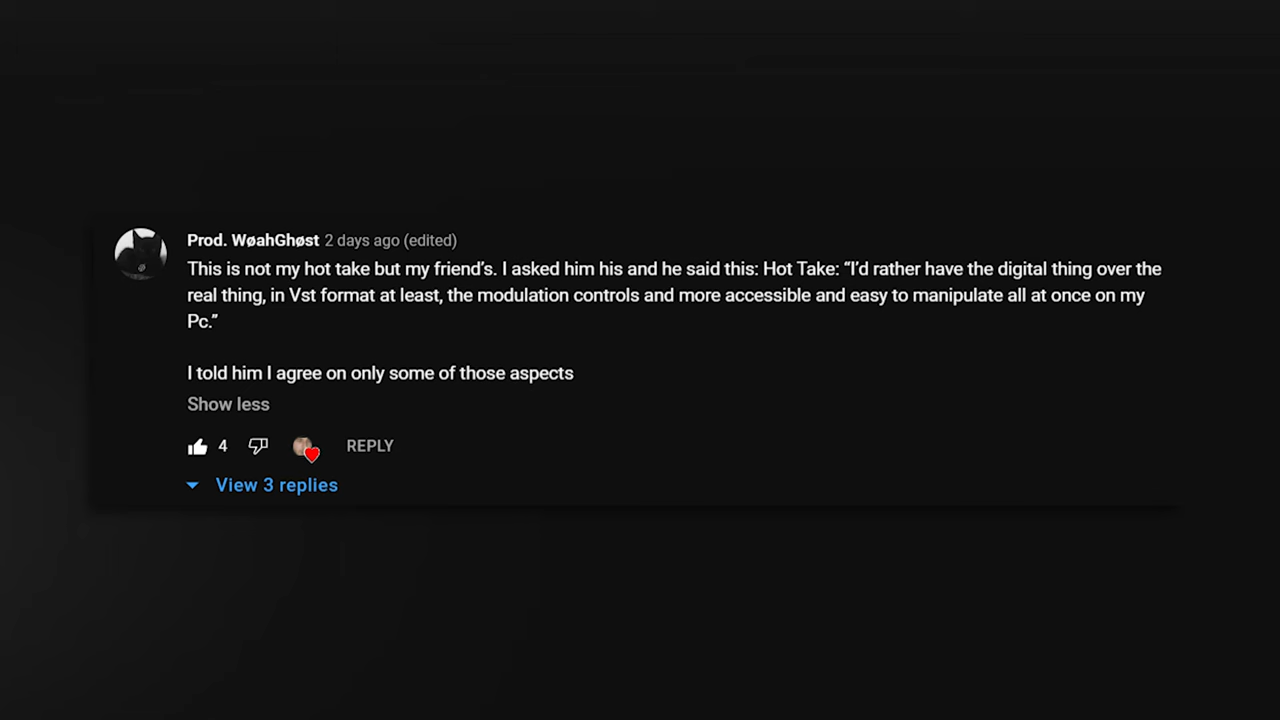 Prod. WøahGhøst 2 days ago (edited)
This is not my hot take but my friend’s. I asked him his and he said this: Hot Take: “I’d rather have the digital thing over the
real thing, in Vst format at least, the modulation controls and more accessible and easy to manipulate all at once on my
Pc.”
I told him I agree on only some of those aspects
Show less
4 REPLY
View 3 replies